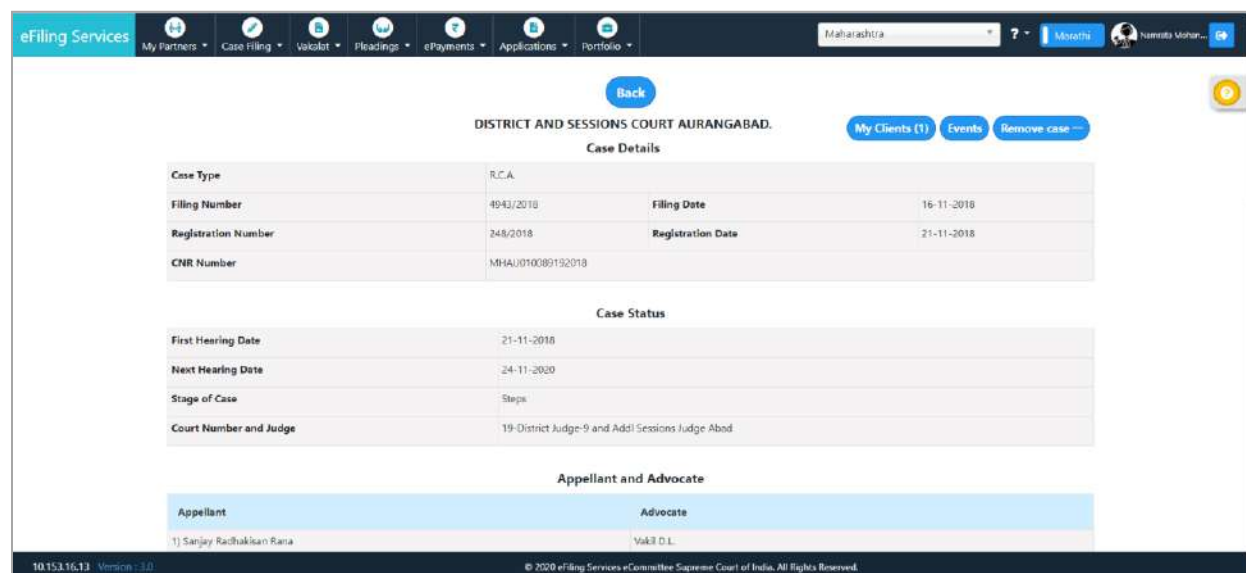 eFiling Services My Partners Case Filing Vakalat Pleadings ePayments Applications Portfolio Maharashtra ? Marathi Namrata Mohan...
Back
DISTRICT AND SESSIONS COURT AURANGABAD. My Clients (1) Events Remove case —
Case Details
Case Type R.C.A.
Filing Number 4943/2018 Filing Date 16-11-2018
Registration Number 248/2018 Registration Date 21-11-2018
CNR Number MHAU010089192018
Case Status
First Hearing Date 21-11-2018
Next Hearing Date 24-11-2020
Stage of Case Steps
Court Number and Judge 19-District Judge-9 and Addl Sessions Judge Abad
Appellant and Advocate
Appellant Advocate
1) Sanjay Radhakisan Rana Vakil D.L.
10.153.16.13 Version : 3.0 © 2020 eFiling Services eCommittee Supreme Court of India. All Rights Reserved.